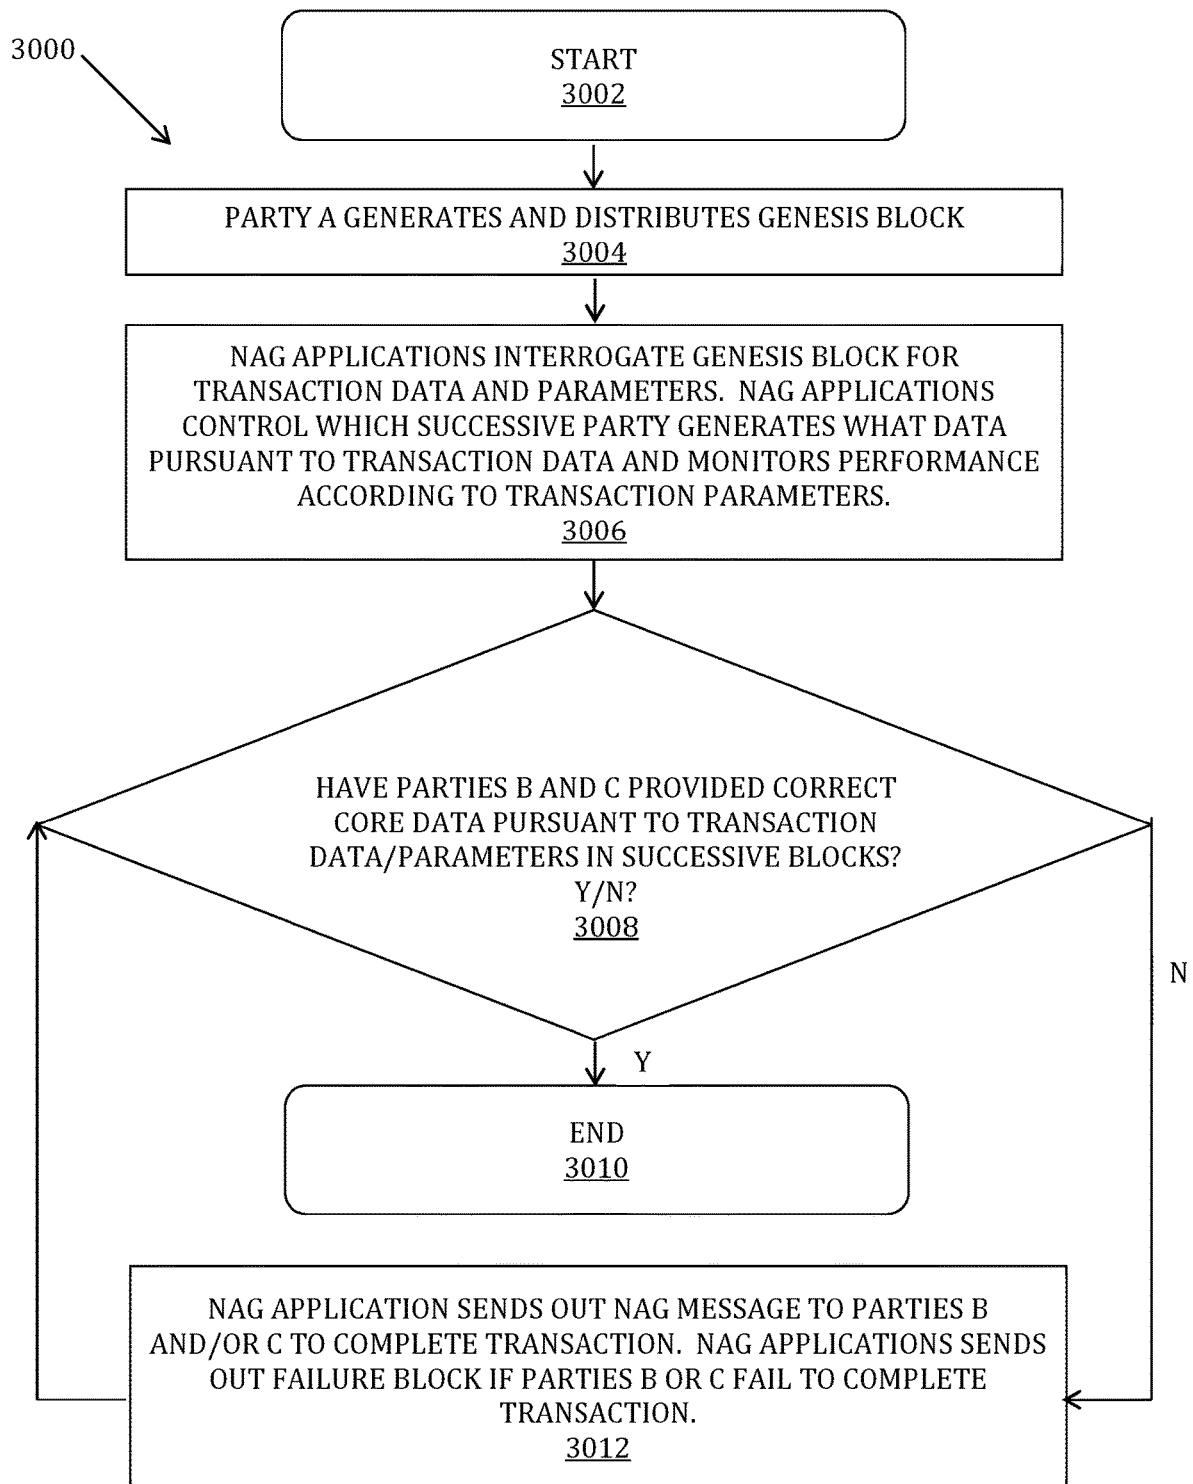 3000
START
3002
PARTY A GENERATES AND DISTRIBUTES GENESIS BLOCK
3004
NAG APPLICATIONS INTERROGATE GENESIS BLOCK FOR
TRANSACTION DATA AND PARAMETERS.  NAG APPLICATIONS
CONTROL WHICH SUCCESSIVE PARTY GENERATES WHAT DATA
PURSUANT TO TRANSACTION DATA AND MONITORS PERFORMANCE
ACCORDING TO TRANSACTION PARAMETERS.
3006
HAVE PARTIES B AND C PROVIDED CORRECT
CORE DATA PURSUANT TO TRANSACTION
DATA/PARAMETERS IN SUCCESSIVE BLOCKS?
Y/N?
3008
N
Y
END
3010
NAG APPLICATION SENDS OUT NAG MESSAGE TO PARTIES B
AND/OR C TO COMPLETE TRANSACTION.  NAG APPLICATIONS SENDS
OUT FAILURE BLOCK IF PARTIES B OR C FAIL TO COMPLETE
TRANSACTION.
3012